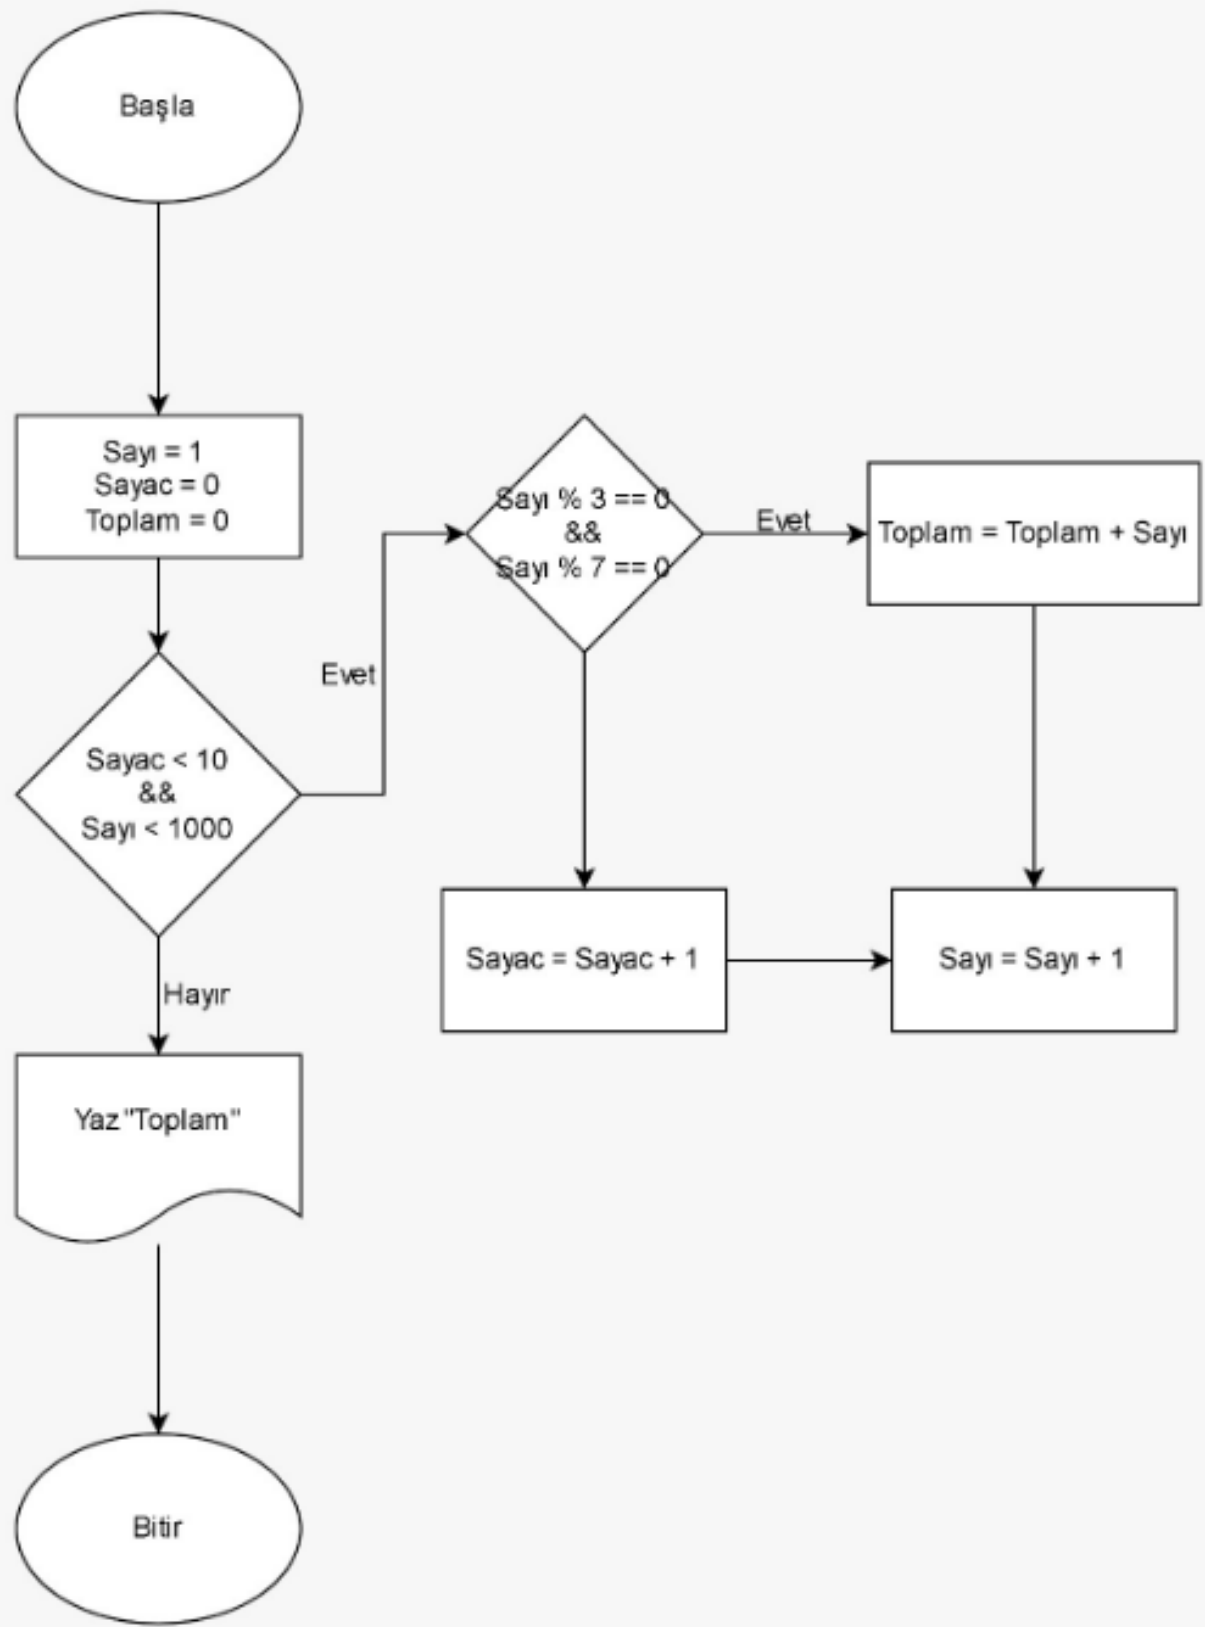 Başla
Sayı = 1
Sayac = 0
Toplam = 0
Sayac < 10
&&
Sayı < 1000
Evet
Sayı % 3 == 0
&&
Sayı % 7 == 0
Evet
Toplam = Toplam + Sayı
Sayac = Sayac + 1
Sayı = Sayı + 1
Hayır
Yaz "Toplam"
Bitir